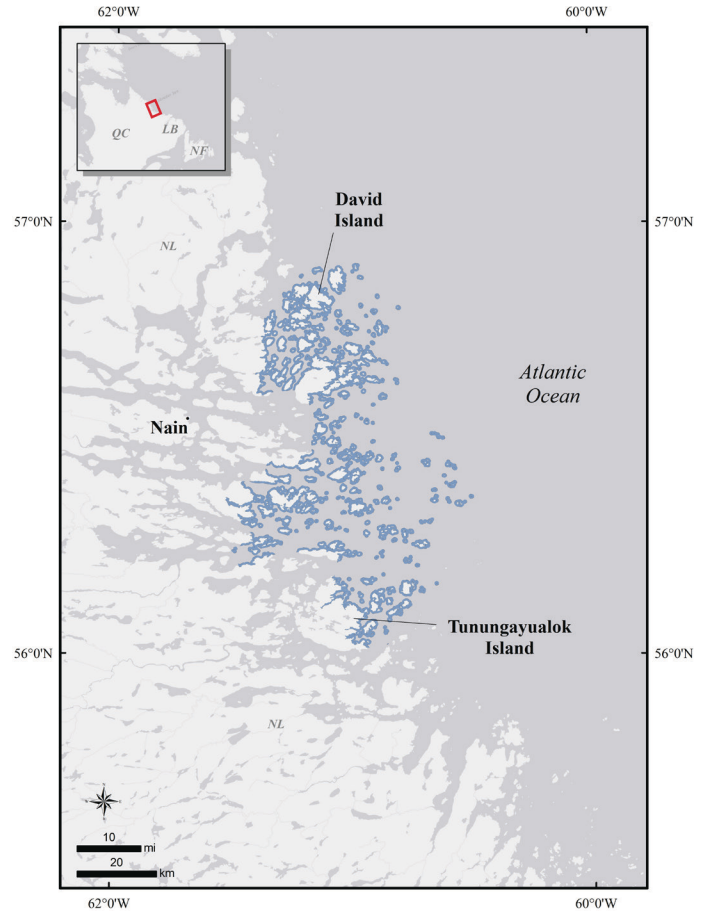 62°0'W
60°0'W
QC
LB
NF
David
Island
57°0'N
57°0'N
NL
Atlantic
Ocean
Nain
Tunungayualok
Island
56°0'N
56°0'N
NL
10
mi
20
km
62°0'W
60°0'W